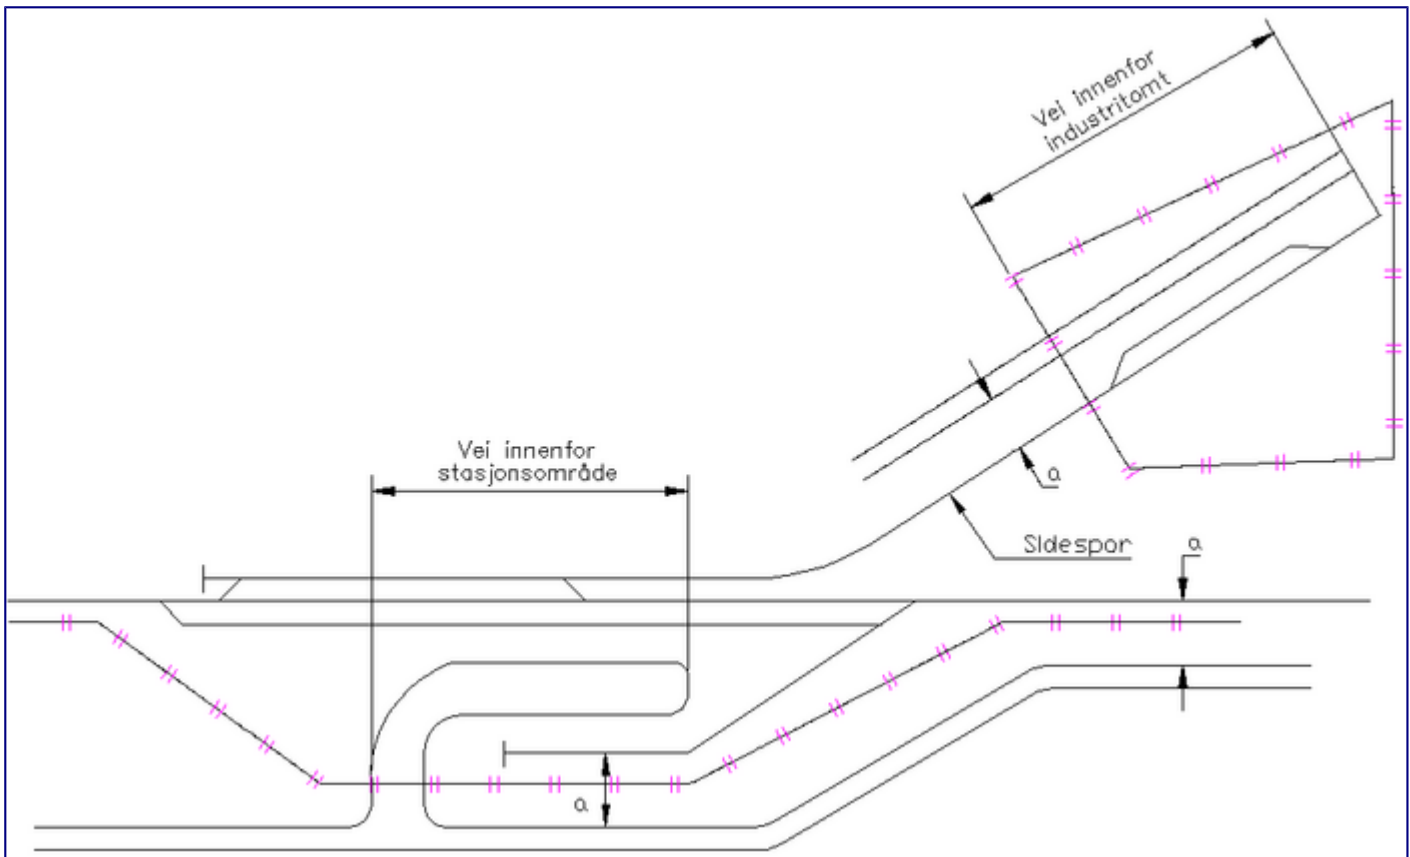 Vei innenfor
industritomt
Vei innenfor
stasjonsområde
a
Sidespor
a
a